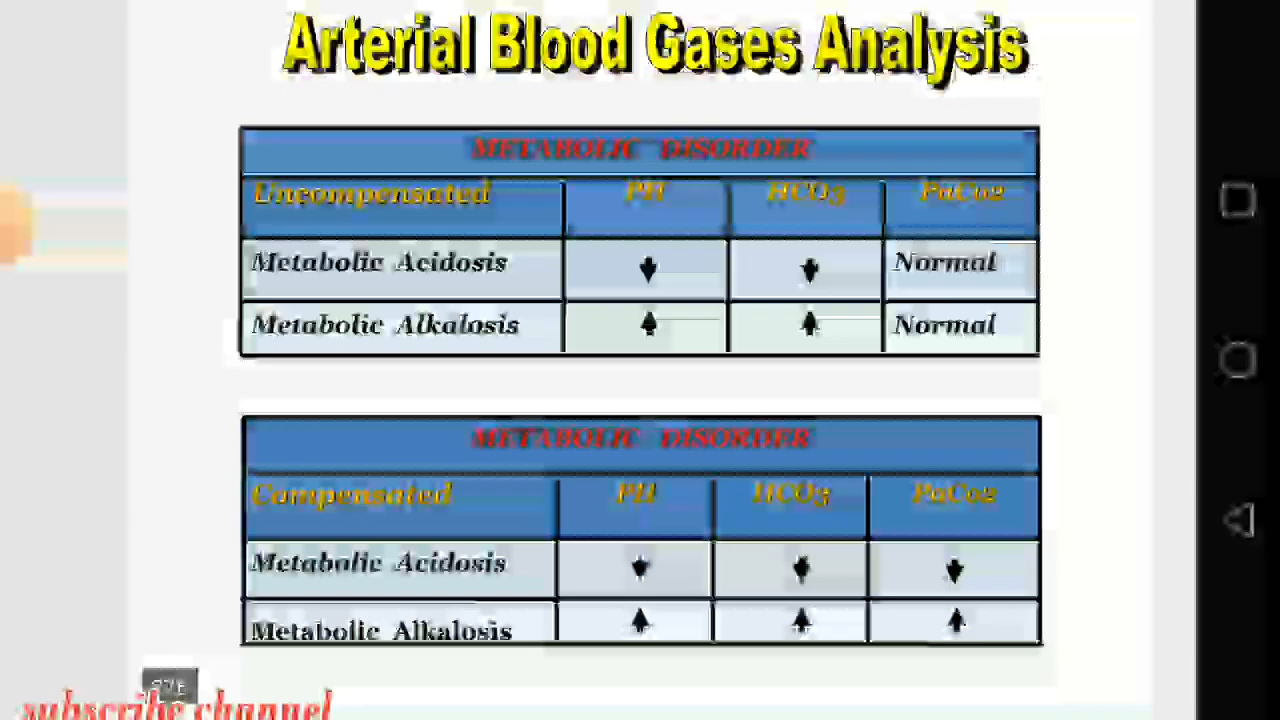 Arterial Blood Gases Analysis
METABOLIC DISORDER
Uncompensated PH HCO3 PaCo2
Metabolic Acidosis Normal
Metabolic Alkalosis Normal
METABOLIC DISORDER
Compensated PH HCO3 PaCo2
Metabolic Acidosis
Metabolic Alkalosis
subscribe channel